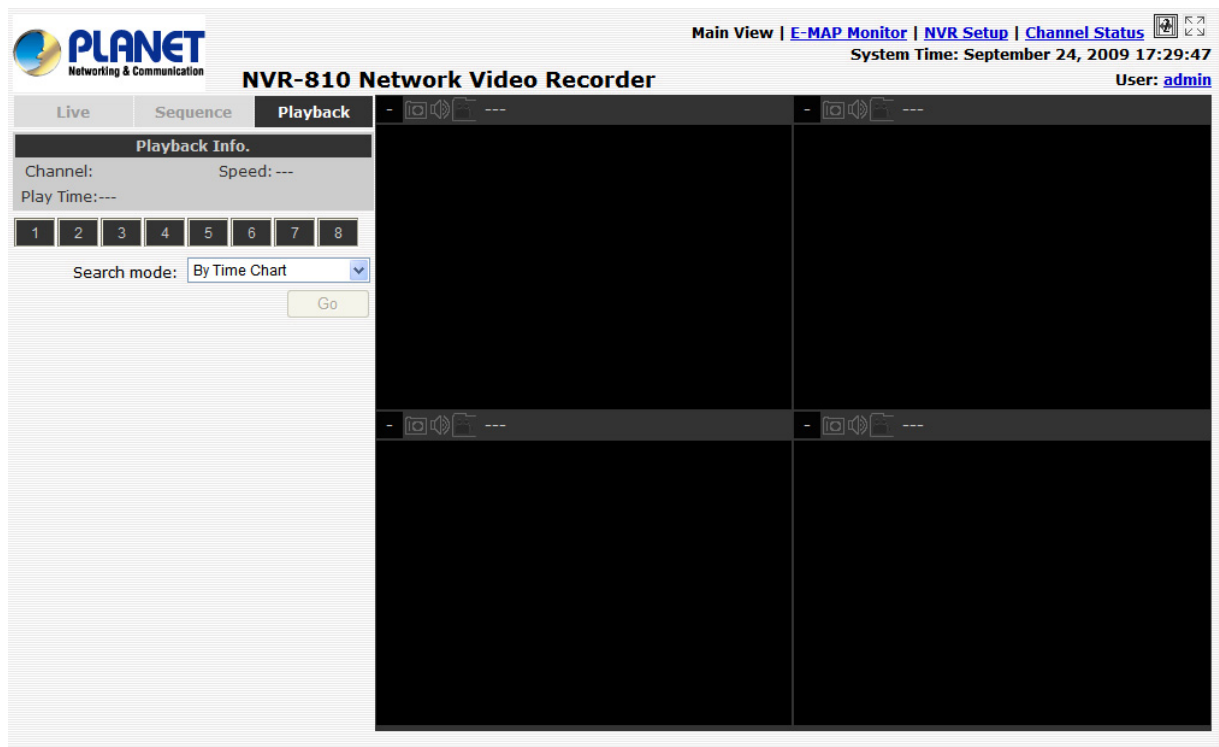 PLANET
Networking & Communication
NVR-810 Network Video Recorder
Main View | E-MAP Monitor | NVR Setup | Channel Status
System Time: September 24, 2009 17:29:47
User: admin
Live Sequence Playback
Playback Info.
Channel: Speed: ---
Play Time:---
1 2 3 4 5 6 7 8
Search mode: By Time Chart
Go
- ---
- ---
- ---
- ---